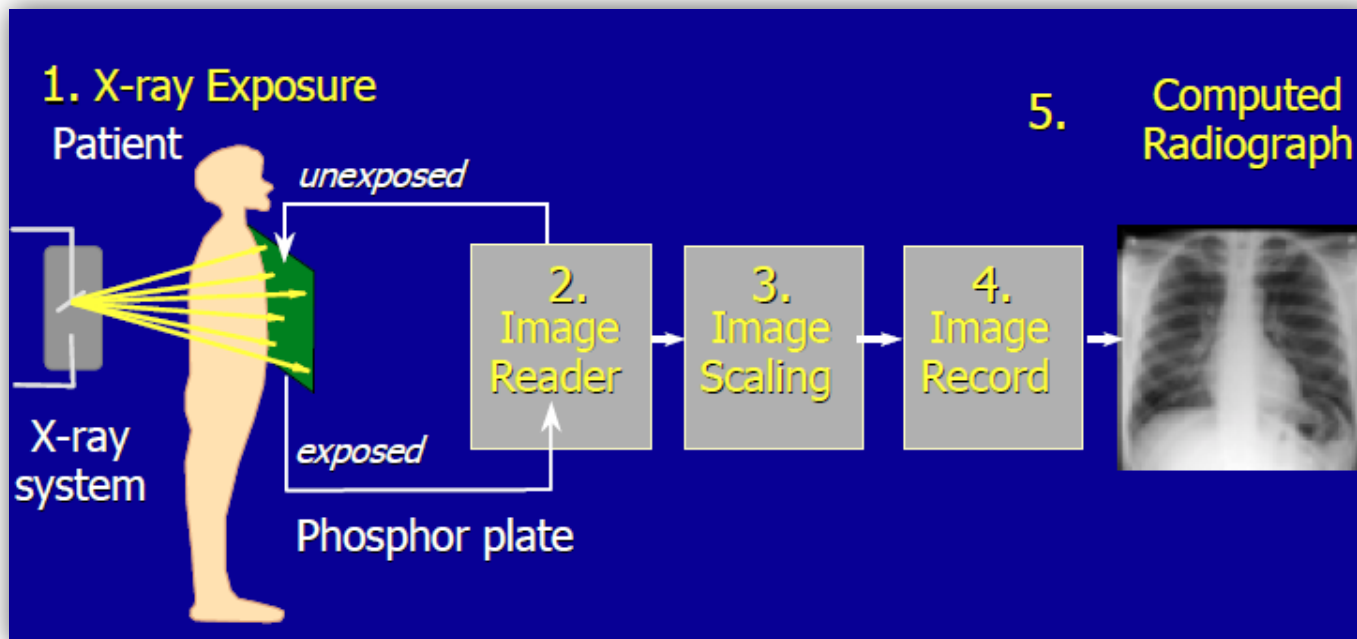 1. X-ray Exposure
Patient
unexposed
X-ray
system
exposed
Phosphor plate
2.
Image
Reader
3.
Image
Scaling
4.
Image
Record
5.
Computed
Radiograph